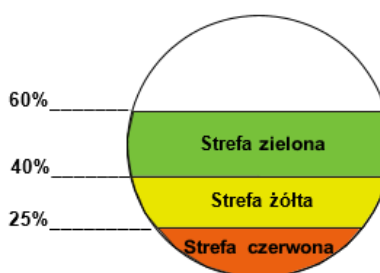 60%
Strefa zielona
40%
Strefa żółta
25%
Strefa czerwona